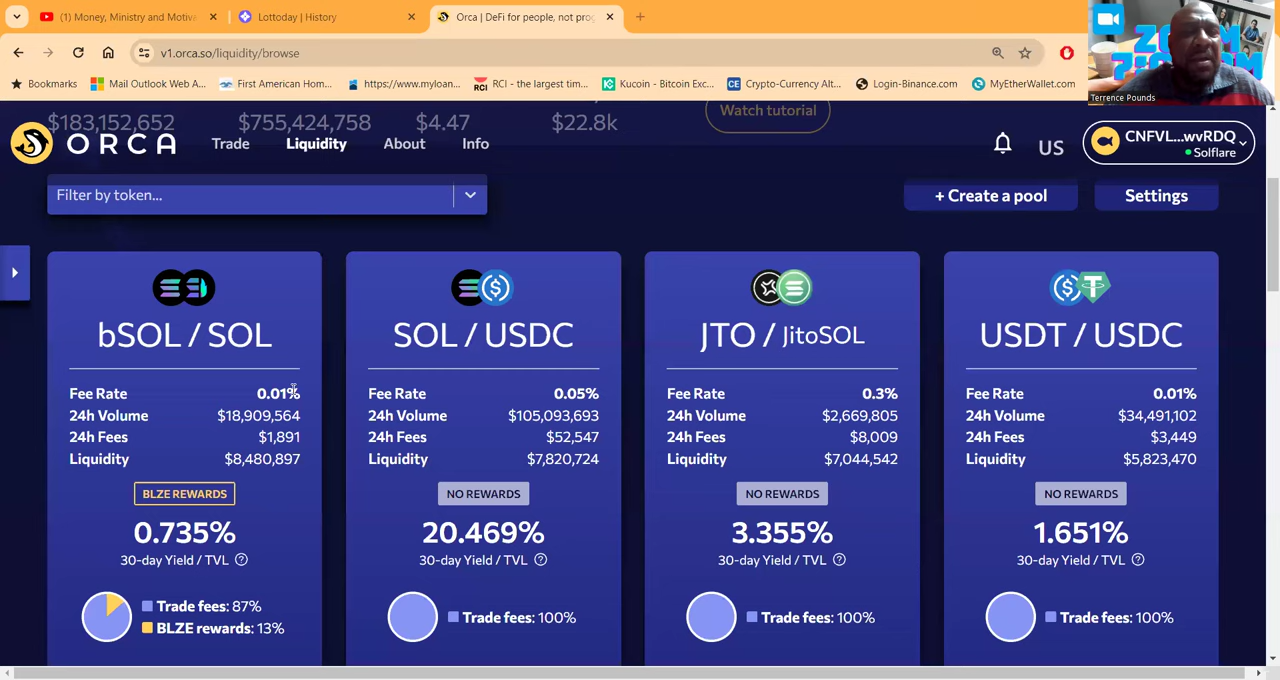 (1) Money, Ministry and Motiva
Lottoday | History
Orca | DeFi for people, not prog
v1.orca.so/liquidity/browse
Bookmarks
Mail Outlook Web A...
First American Hom...
https://www.myloan...
RCI - the largest tim...
Kucoin - Bitcoin Exc...
Crypto-Currency Alt...
Login-Binance.com
MyEtherWallet.com
Terrence Pounds
$183,152,652
$755,424,758
$4.47
$22.8k
Watch tutorial
ORCA
Trade
Liquidity
About
Info
US
CNFVL...wvRDQ
Solflare
Filter by token...
+ Create a pool
Settings
bSOL / SOL
Fee Rate 0.01%
24h Volume $18,909,564
24h Fees $1,891
Liquidity $8,480,897
BLZE REWARDS
0.735%
30-day Yield / TVL
Trade fees: 87%
BLZE rewards: 13%
SOL / USDC
Fee Rate 0.05%
24h Volume $105,093,693
24h Fees $52,547
Liquidity $7,820,724
NO REWARDS
20.469%
30-day Yield / TVL
Trade fees: 100%
JTO / JitoSOL
Fee Rate 0.3%
24h Volume $2,669,805
24h Fees $8,009
Liquidity $7,044,542
NO REWARDS
3.355%
30-day Yield / TVL
Trade fees: 100%
USDT / USDC
Fee Rate 0.01%
24h Volume $34,491,102
24h Fees $3,449
Liquidity $5,823,470
NO REWARDS
1.651%
30-day Yield / TVL
Trade fees: 100%